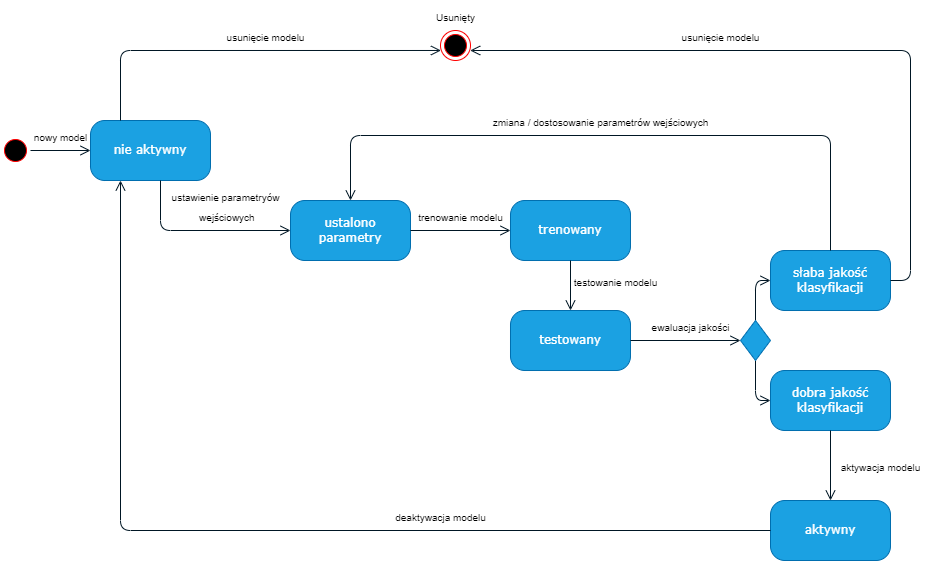 Usunięty
usunięcie modelu
usunięcie modelu
zmiana / dostosowanie parametrów wejściowych
nowy model
nie aktywny
ustawienie parametryów
wejściowych
ustalono
parametry
trenowanie modelu
trenowany
testowanie modelu
słaba jakość
klasyfikacji
testowany
ewaluacja jakości
dobra jakość
klasyfikacji
aktywacja modelu
deaktywacja modelu
aktywny